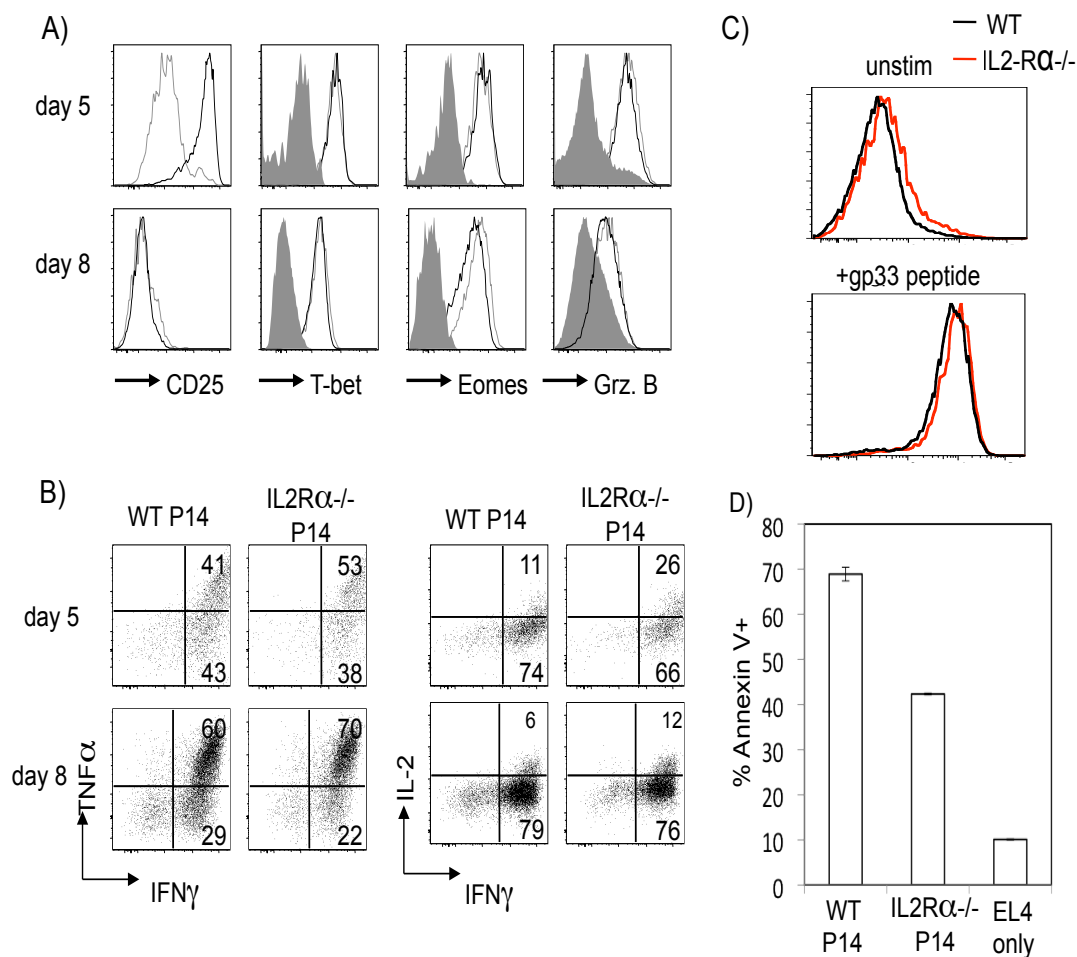 A)
day 5
day 8
CD25
T-bet
Eomes
Grz. B
C)
WT
IL2-Rα-/-
unstim
+gp33 peptide
B)
WT P14
IL2Rα-/-
P14
IL2Rα-/-
WT P14
P14
day 5
41
53
11
26
43
38
74
66
day 8
60
70
6
12
29
22
79
76
TNFα
IL-2
IFNγ
IFNγ
D)
% Annexin V+
80
70
60
50
40
30
20
10
0
WT
P14
IL2Rα-/-
P14
EL4
only